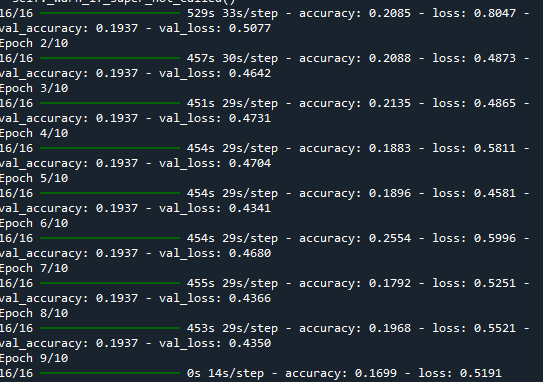 self._warn_if_super_not_called()
16/16 ━━━━━━━━━━━━━━━━━━━━ 529s 33s/step - accuracy: 0.2085 - loss: 0.8047 -
val_accuracy: 0.1937 - val_loss: 0.5077
Epoch 2/10
16/16 ━━━━━━━━━━━━━━━━━━━━ 457s 30s/step - accuracy: 0.2088 - loss: 0.4873 -
val_accuracy: 0.1937 - val_loss: 0.4642
Epoch 3/10
16/16 ━━━━━━━━━━━━━━━━━━━━ 451s 29s/step - accuracy: 0.2135 - loss: 0.4865 -
val_accuracy: 0.1937 - val_loss: 0.4731
Epoch 4/10
16/16 ━━━━━━━━━━━━━━━━━━━━ 454s 29s/step - accuracy: 0.1883 - loss: 0.5811 -
val_accuracy: 0.1937 - val_loss: 0.4704
Epoch 5/10
16/16 ━━━━━━━━━━━━━━━━━━━━ 454s 29s/step - accuracy: 0.1896 - loss: 0.4581 -
val_accuracy: 0.1937 - val_loss: 0.4341
Epoch 6/10
16/16 ━━━━━━━━━━━━━━━━━━━━ 454s 29s/step - accuracy: 0.2554 - loss: 0.5996 -
val_accuracy: 0.1937 - val_loss: 0.4680
Epoch 7/10
16/16 ━━━━━━━━━━━━━━━━━━━━ 455s 29s/step - accuracy: 0.1792 - loss: 0.5251 -
val_accuracy: 0.1937 - val_loss: 0.4366
Epoch 8/10
16/16 ━━━━━━━━━━━━━━━━━━━━ 453s 29s/step - accuracy: 0.1968 - loss: 0.5521 -
val_accuracy: 0.1937 - val_loss: 0.4350
Epoch 9/10
16/16 ━━━━━━━━━━━━━━━━━━━━ 0s 14s/step - accuracy: 0.1699 - loss: 0.5191